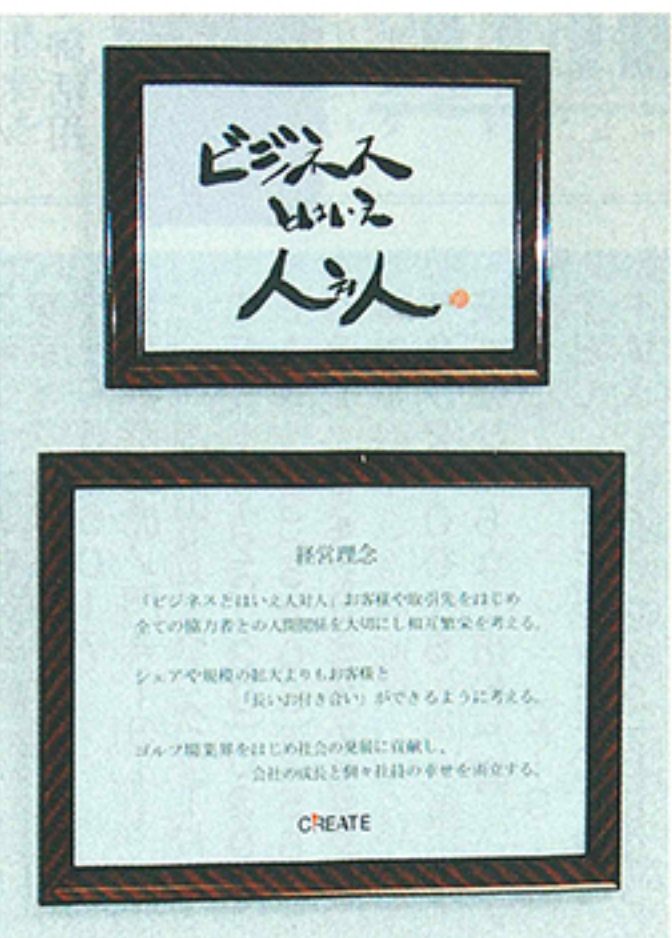 ビジネス
とはいえ
人対人
経営理念
「ビジネスとはいえ人対人」お客様や取引先をはじめ
全ての協力者との人間関係を大切にし相互繁栄を考える。
シェアや規模の拡大よりもお客様と
「長いお付き合い」ができるように考える。
ゴルフ場業界をはじめ社会の発展に貢献し、
会社の成長と個々社員の幸せを両立する。
CREATE